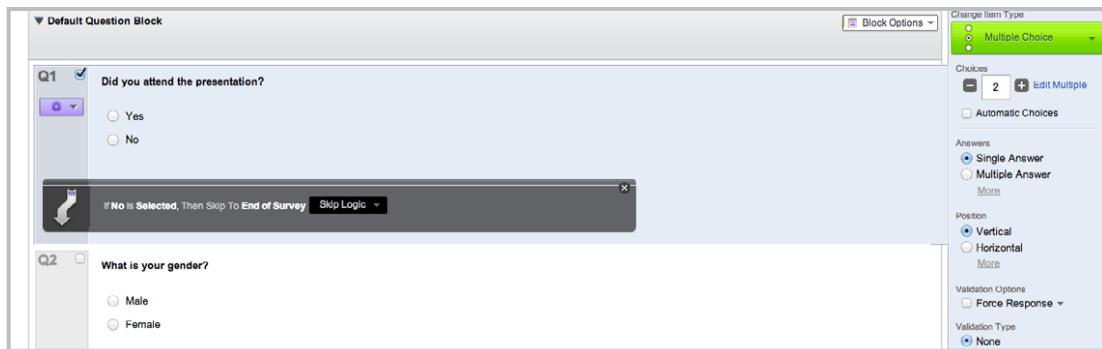 Default Question Block
Block Options
Q1
Did you attend the presentation?
Yes
No
If No Is Selected, Then Skip To End of Survey Skip Logic
Q2
What is your gender?
Male
Female
Change Item Type
Multiple Choice
Choices
2 Edit Multiple
Automatic Choices
Answers
Single Answer
Multiple Answer
More
Position
Vertical
Horizontal
More
Validation Options
Force Response
Validation Type
None